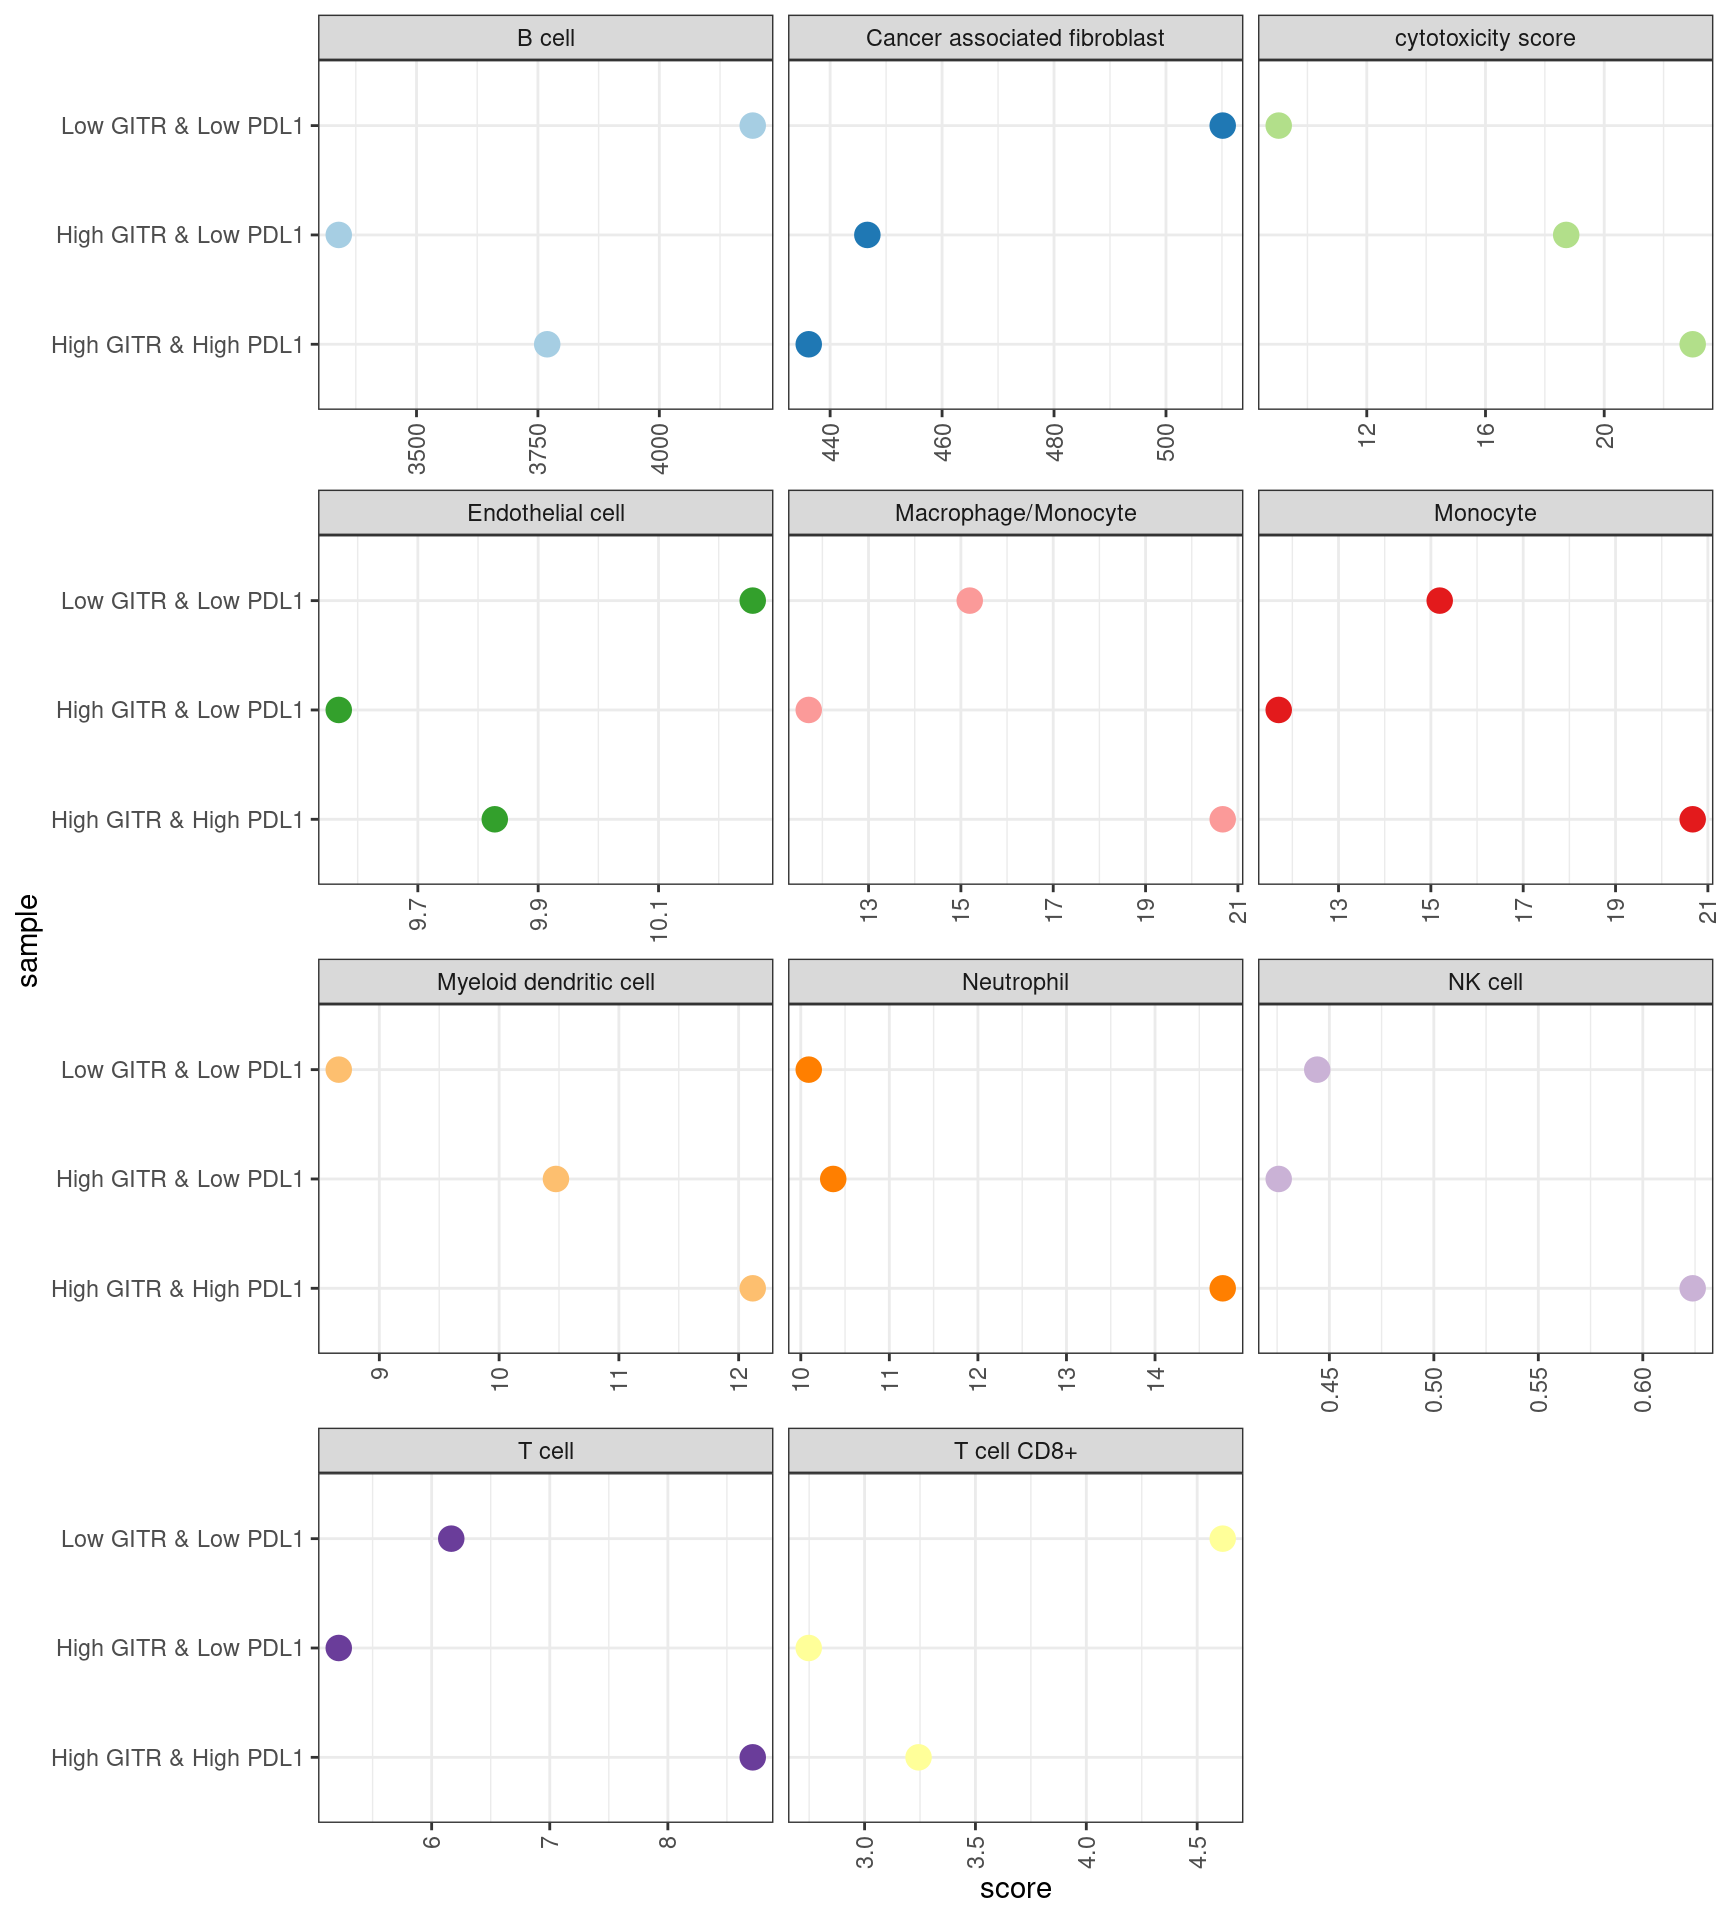 B cell
Cancer associated fibroblast
cytotoxicity score
Low GITR & Low PDL1
High GITR & Low PDL1
High GITR & High PDL1
3500 3750 4000
440 460 480 500
12 16 20
Endothelial cell
Macrophage/Monocyte
Monocyte
Low GITR & Low PDL1
High GITR & Low PDL1
High GITR & High PDL1
9.7 9.9 10.1
13 15 17 19 21
13 15 17 19 21
sample
Myeloid dendritic cell
Neutrophil
NK cell
Low GITR & Low PDL1
High GITR & Low PDL1
High GITR & High PDL1
9 10 11 12
10 11 12 13 14
0.45 0.50 0.55 0.60
T cell
T cell CD8+
Low GITR & Low PDL1
High GITR & Low PDL1
High GITR & High PDL1
6 7 8
3.0 3.5 4.0 4.5
score